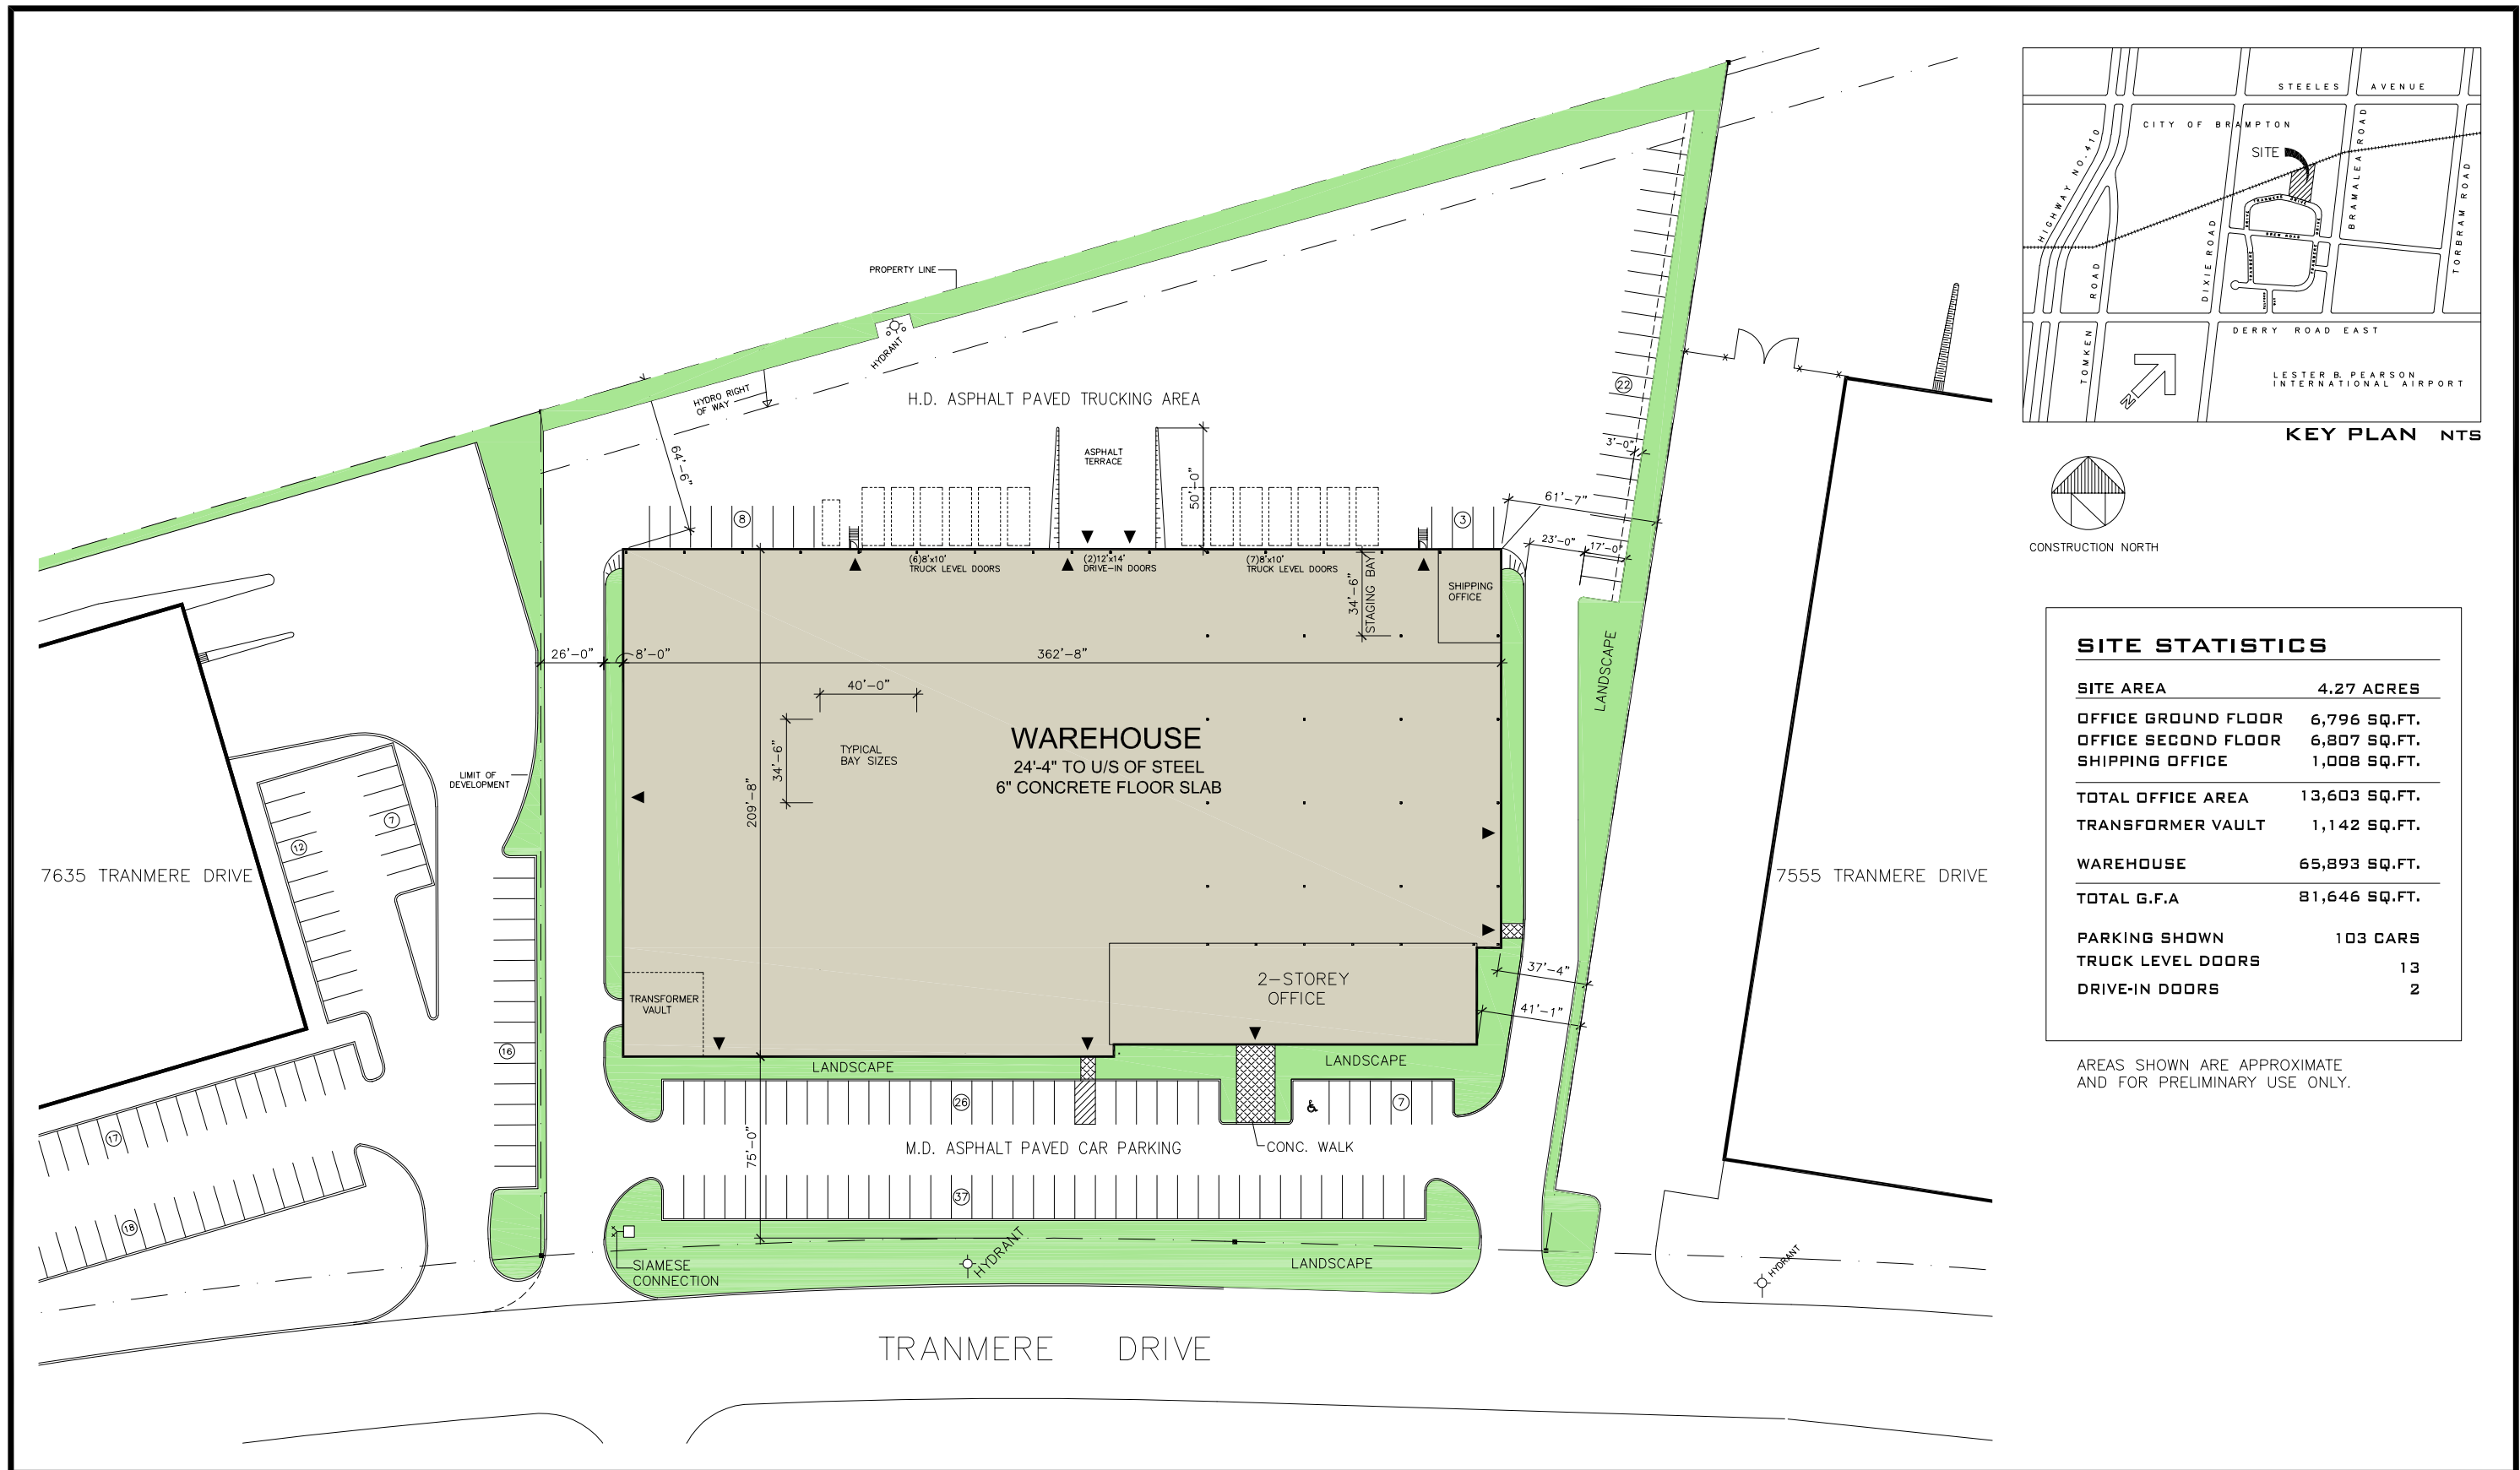 STEELES AVENUE
CITY OF BRAMPTON
SITE
HIGHWAY NO.410
BRAMALEA ROAD
TORBRAM ROAD
DIXIE ROAD
TOMKEN ROAD
DERRY ROAD EAST
LESTER B. PEARSON
INTERNATIONAL AIRPORT
N
KEY PLAN NTS
CONSTRUCTION NORTH
PROPERTY LINE
HYDRANT
HYDRO RIGHT
OF WAY
H.D. ASPHALT PAVED TRUCKING AREA
22
64'-6"
ASPHALT
TERRACE
50'-0"
3'-0"
61'-7"
8
3
23'-0"
17'-0"
(6)8'x10'
TRUCK LEVEL DOORS
(2)12'x14'
DRIVE-IN DOORS
(7)8'x10'
TRUCK LEVEL DOORS
34'-6"
STAGING BAY
SHIPPING
OFFICE
26'-0"
8'-0"
362'-8"
LANDSCAPE
40'-0"
34'-6"
TYPICAL
BAY SIZES
209'-8"
WAREHOUSE
24'-4" TO U/S OF STEEL
6" CONCRETE FLOOR SLAB
LIMIT OF
DEVELOPMENT
7
12
7635 TRANMERE DRIVE
7555 TRANMERE DRIVE
37'-4"
2-STOREY
OFFICE
TRANSFORMER
VAULT
41'-1"
16
LANDSCAPE
LANDSCAPE
26
7
17
75'-0"
M.D. ASPHALT PAVED CAR PARKING
CONC. WALK
37
18
SIAMESE
CONNECTION
HYDRANT
LANDSCAPE
HYDRANT
TRANMERE DRIVE
SITE STATISTICS
SITE AREA 4.27 ACRES
OFFICE GROUND FLOOR 6,796 SQ.FT.
OFFICE SECOND FLOOR 6,807 SQ.FT.
SHIPPING OFFICE 1,008 SQ.FT.
TOTAL OFFICE AREA 13,603 SQ.FT.
TRANSFORMER VAULT 1,142 SQ.FT.
WAREHOUSE 65,893 SQ.FT.
TOTAL G.F.A 81,646 SQ.FT.
PARKING SHOWN 103 CARS
TRUCK LEVEL DOORS 13
DRIVE-IN DOORS 2
AREAS SHOWN ARE APPROXIMATE
AND FOR PRELIMINARY USE ONLY.